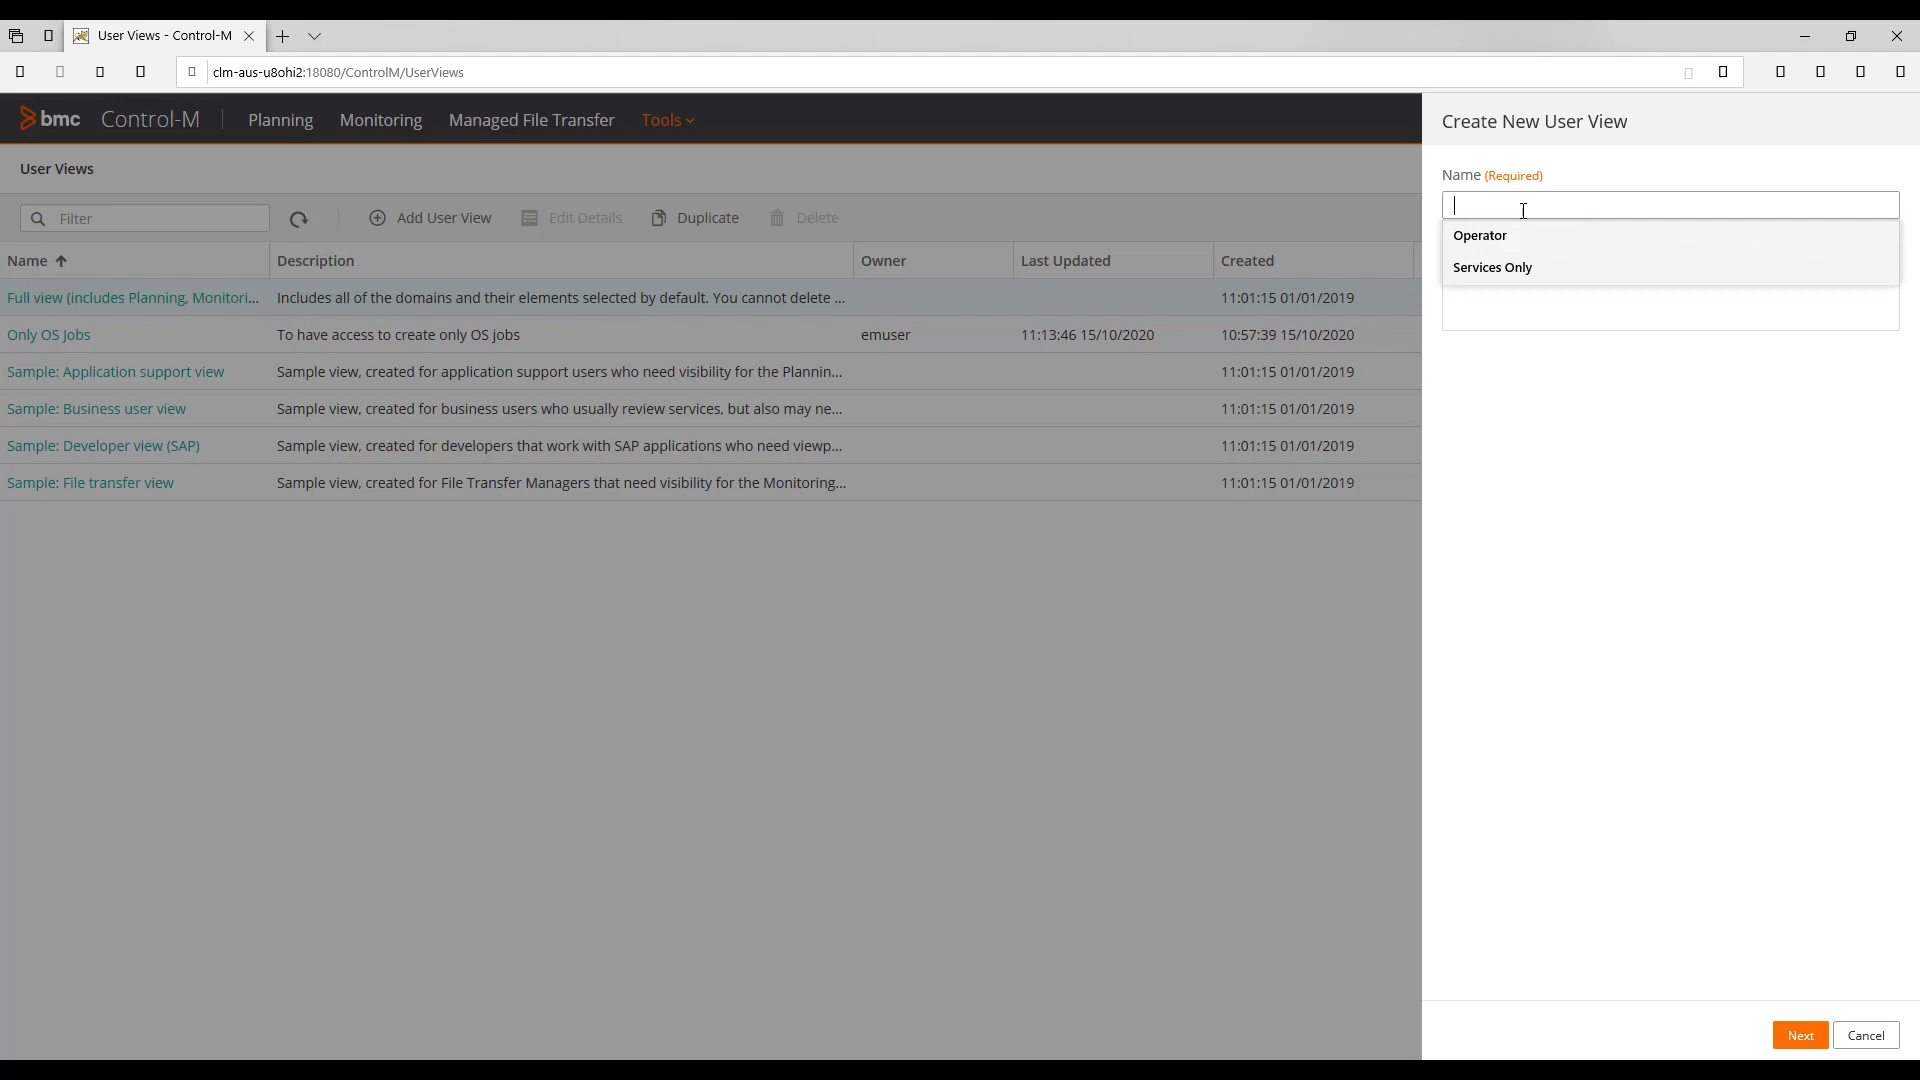 User Views - Control-M
clm-aus-u8ohi2:18080/ControlM/UserViews
bmc Control-M Planning Monitoring Managed File Transfer Tools
Create New User View
User Views
Name (Required)
Filter Add User View Edit Details Duplicate Delete
Operator
Services Only
Name Description Owner Last Updated Created
Full view (includes Planning, Monitori... Includes all of the domains and their elements selected by default. You cannot delete ... 11:01:15 01/01/2019
Only OS Jobs To have access to create only OS jobs emuser 11:13:46 15/10/2020 10:57:39 15/10/2020
Sample: Application support view Sample view, created for application support users who need visibility for the Plannin... 11:01:15 01/01/2019
Sample: Business user view Sample view, created for business users who usually review services, but also may ne... 11:01:15 01/01/2019
Sample: Developer view (SAP) Sample view, created for developers that work with SAP applications who need viewp... 11:01:15 01/01/2019
Sample: File transfer view Sample view, created for File Transfer Managers that need visibility for the Monitoring... 11:01:15 01/01/2019
Next Cancel